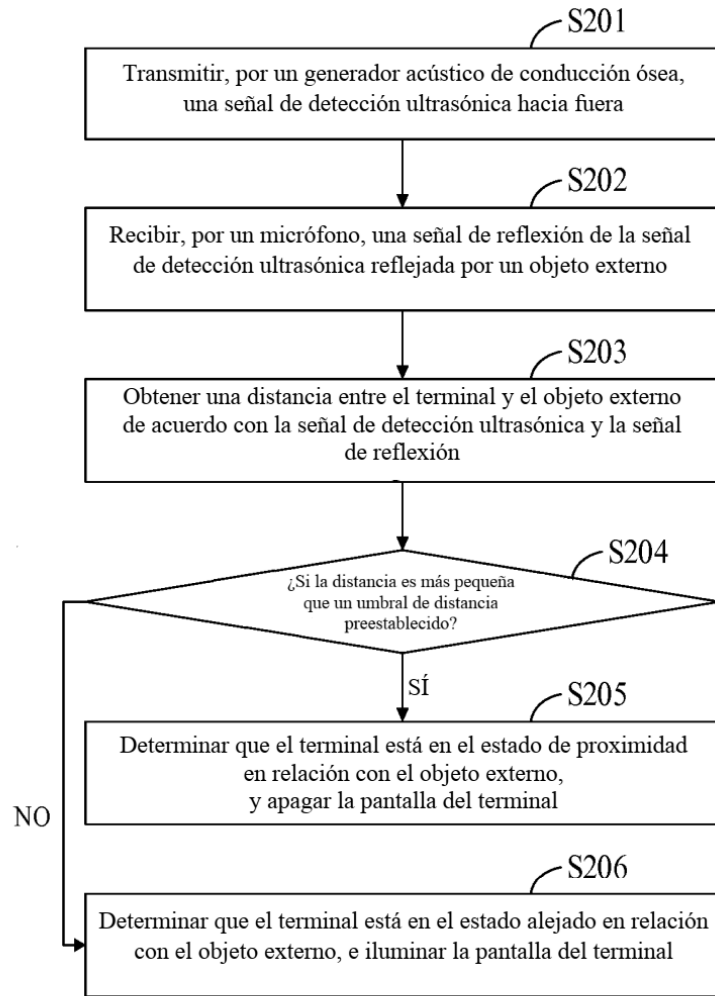 S201
Transmitir, por un generador acústico de conducción ósea,
una señal de detección ultrasónica hacia fuera
S202
Recibir, por un micrófono, una señal de reflexión de la señal
de detección ultrasónica reflejada por un objeto externo
S203
Obtener una distancia entre el terminal y el objeto externo
de acuerdo con la señal de detección ultrasónica y la señal
de reflexión
S204
¿Si la distancia es más pequeña
que un umbral de distancia
preestablecido?
SÍ
S205
Determinar que el terminal está en el estado de proximidad
en relación con el objeto externo,
y apagar la pantalla del terminal
NO
S206
Determinar que el terminal está en el estado alejado en relación
con el objeto externo, e iluminar la pantalla del terminal